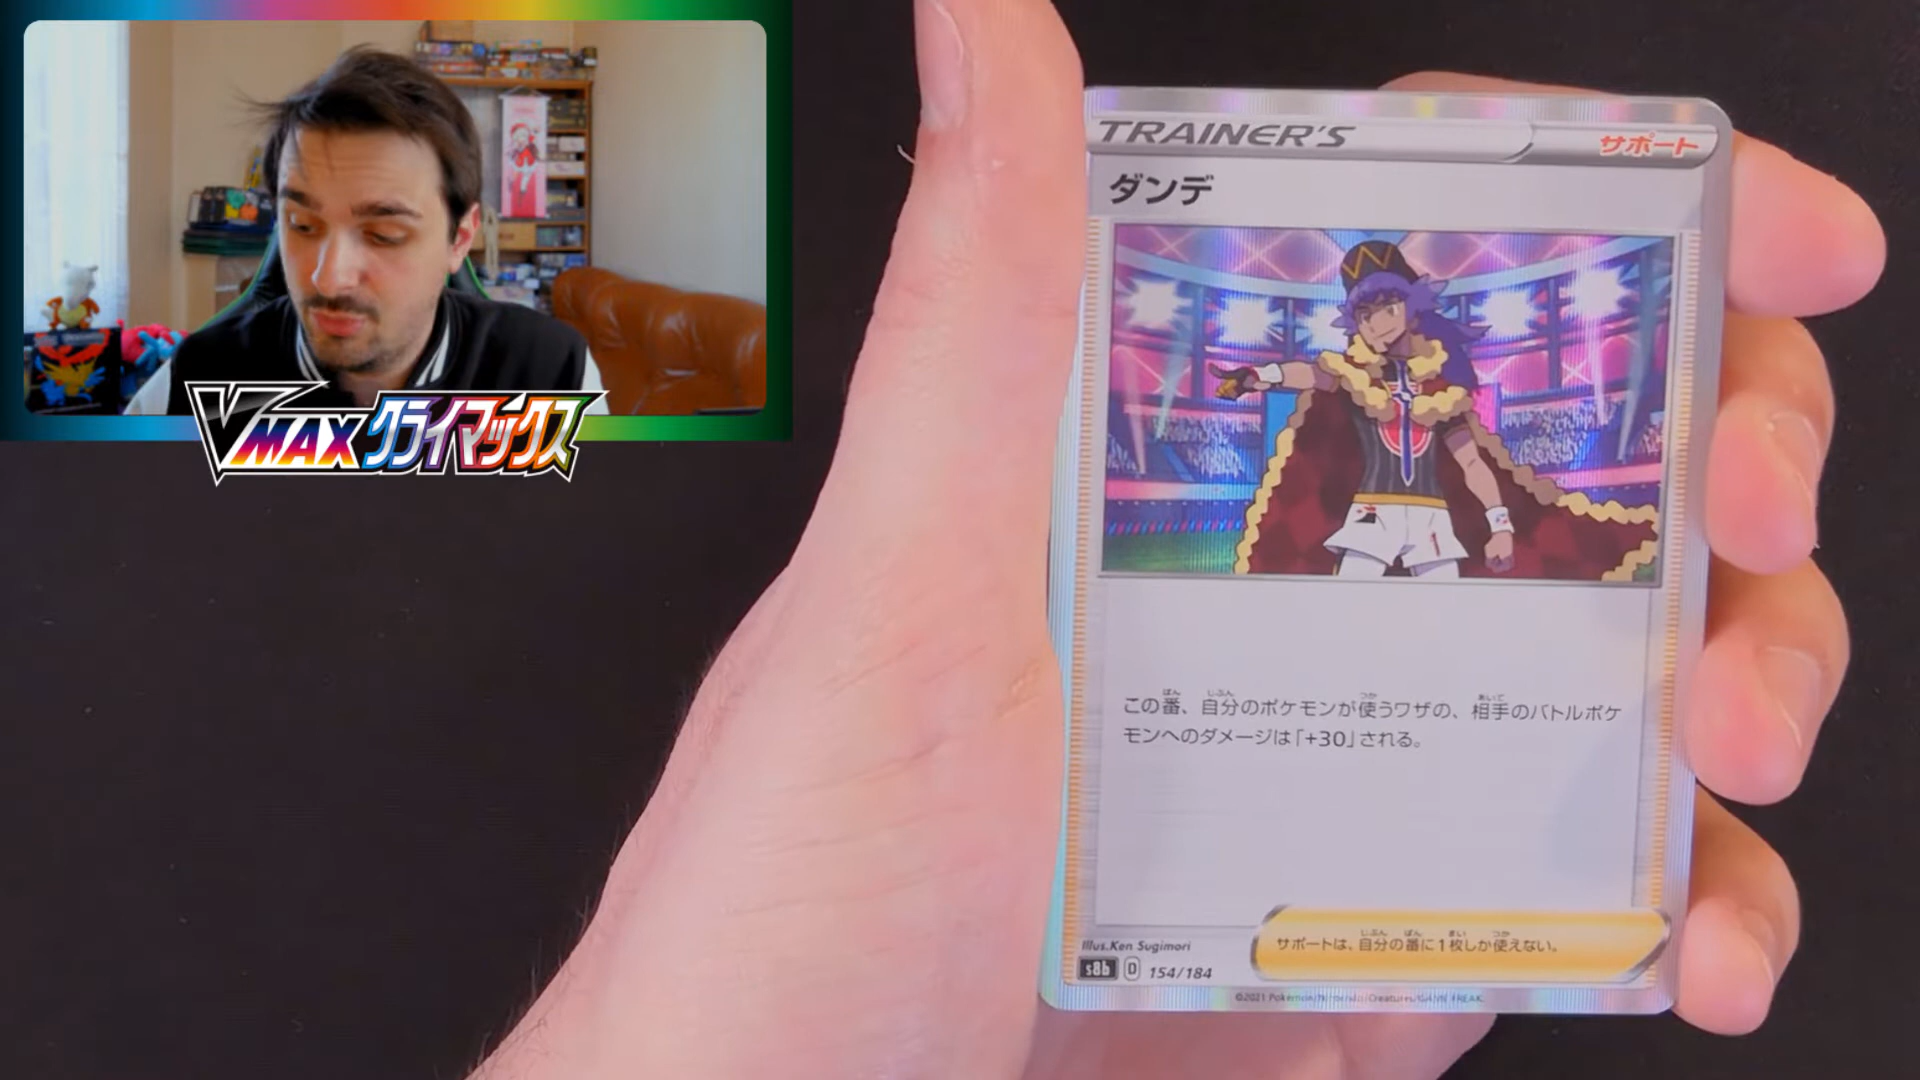 VMAXクライマックス
TRAINER'S
サポート
ダンデ
この番、自分のポケモンが使うワザの、相手のバトルポケ
モンへのダメージは「+30」される。
サポートは、自分の番に1枚しか使えない。
Illus.Ken Sugimori
s8b D 154/184
©2021 Pokémon/Nintendo/Creatures/GAME FREAK.